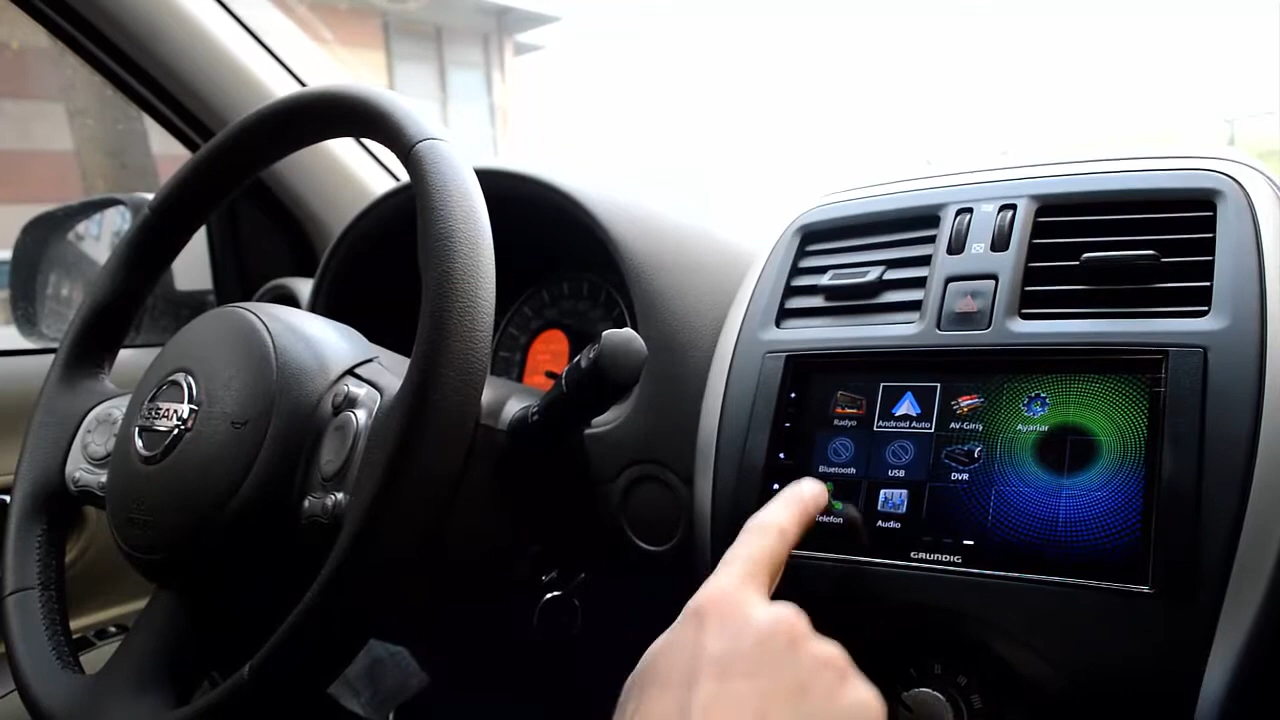 NISSAN
Radyo
Android Auto
AV-Giriş
Ayarlar
Bluetooth
USB
DVR
Telefon
Audio
GRUNDIG